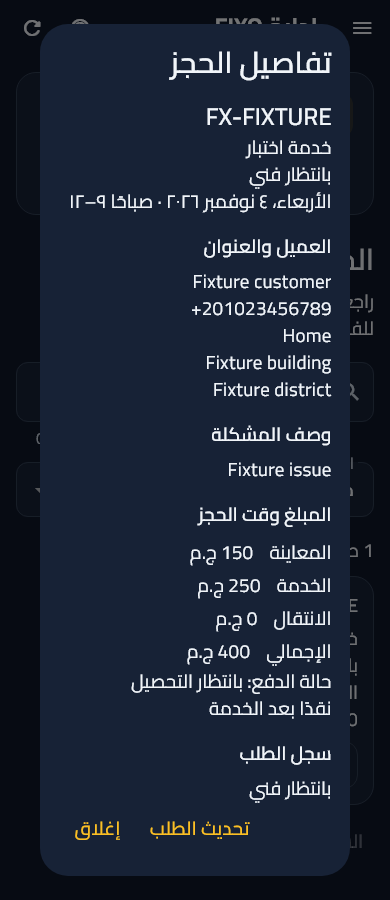 إدارة FIXO
تفاصيل الحجز
FX-FIXTURE
خدمة اختبار
بانتظار فني
الأربعاء، ٤ نوفمبر ٢٠٢٦ · صباحًا ٩–١٢
العميل والعنوان
Fixture customer
+201023456789
Home
Fixture building
Fixture district
وصف المشكلة
Fixture issue
المبلغ وقت الحجز
المعاينة 150 ج.م
الخدمة 250 ج.م
الانتقال 0 ج.م
الإجمالي 400 ج.م
حالة الدفع: بانتظار التحصيل
نقدًا بعد الخدمة
سجل الطلب
بانتظار فني
تحديث الطلب
إغلاق